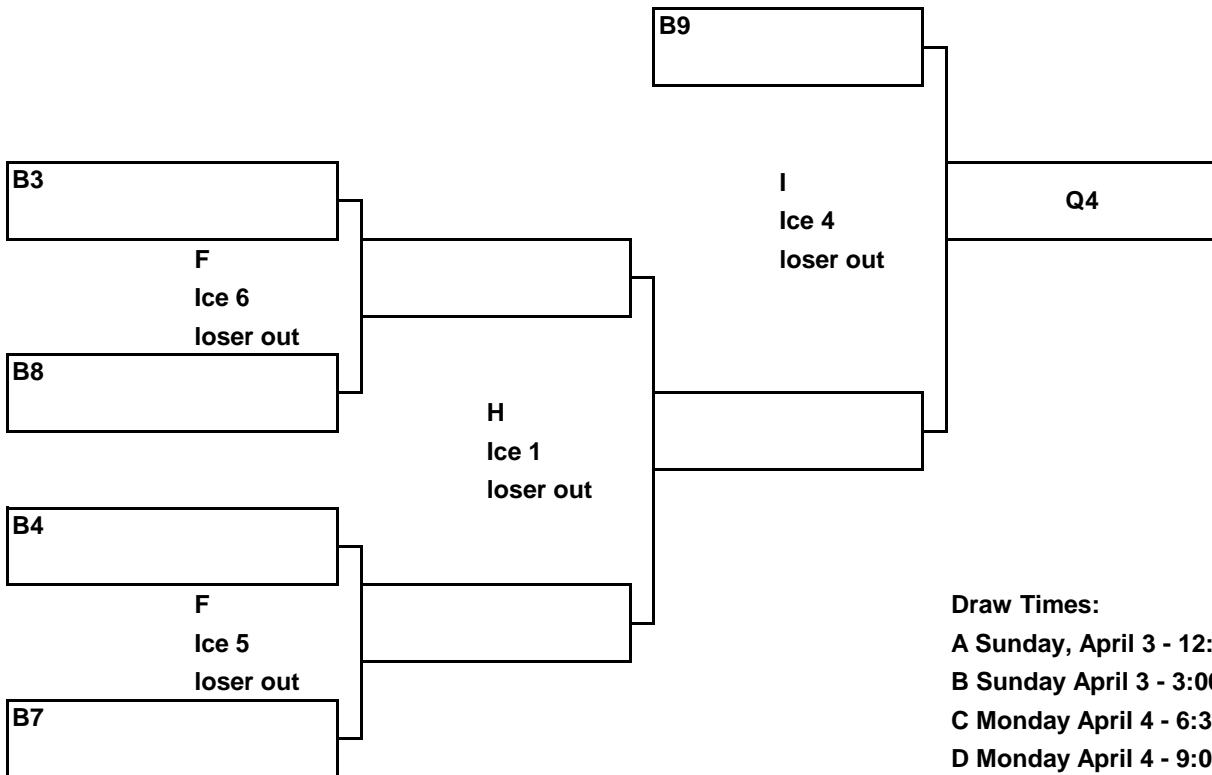 B9
B3
I
Ice 4
loser out
Q4
F
Ice 6
loser out
B8
H
Ice 1
loser out
B4
F
Ice 5
loser out
B7
Draw Times:
A Sunday, April 3 - 12:
B Sunday April 3 - 3:00
C Monday April 4 - 6:3
D Monday April 4 - 9:0